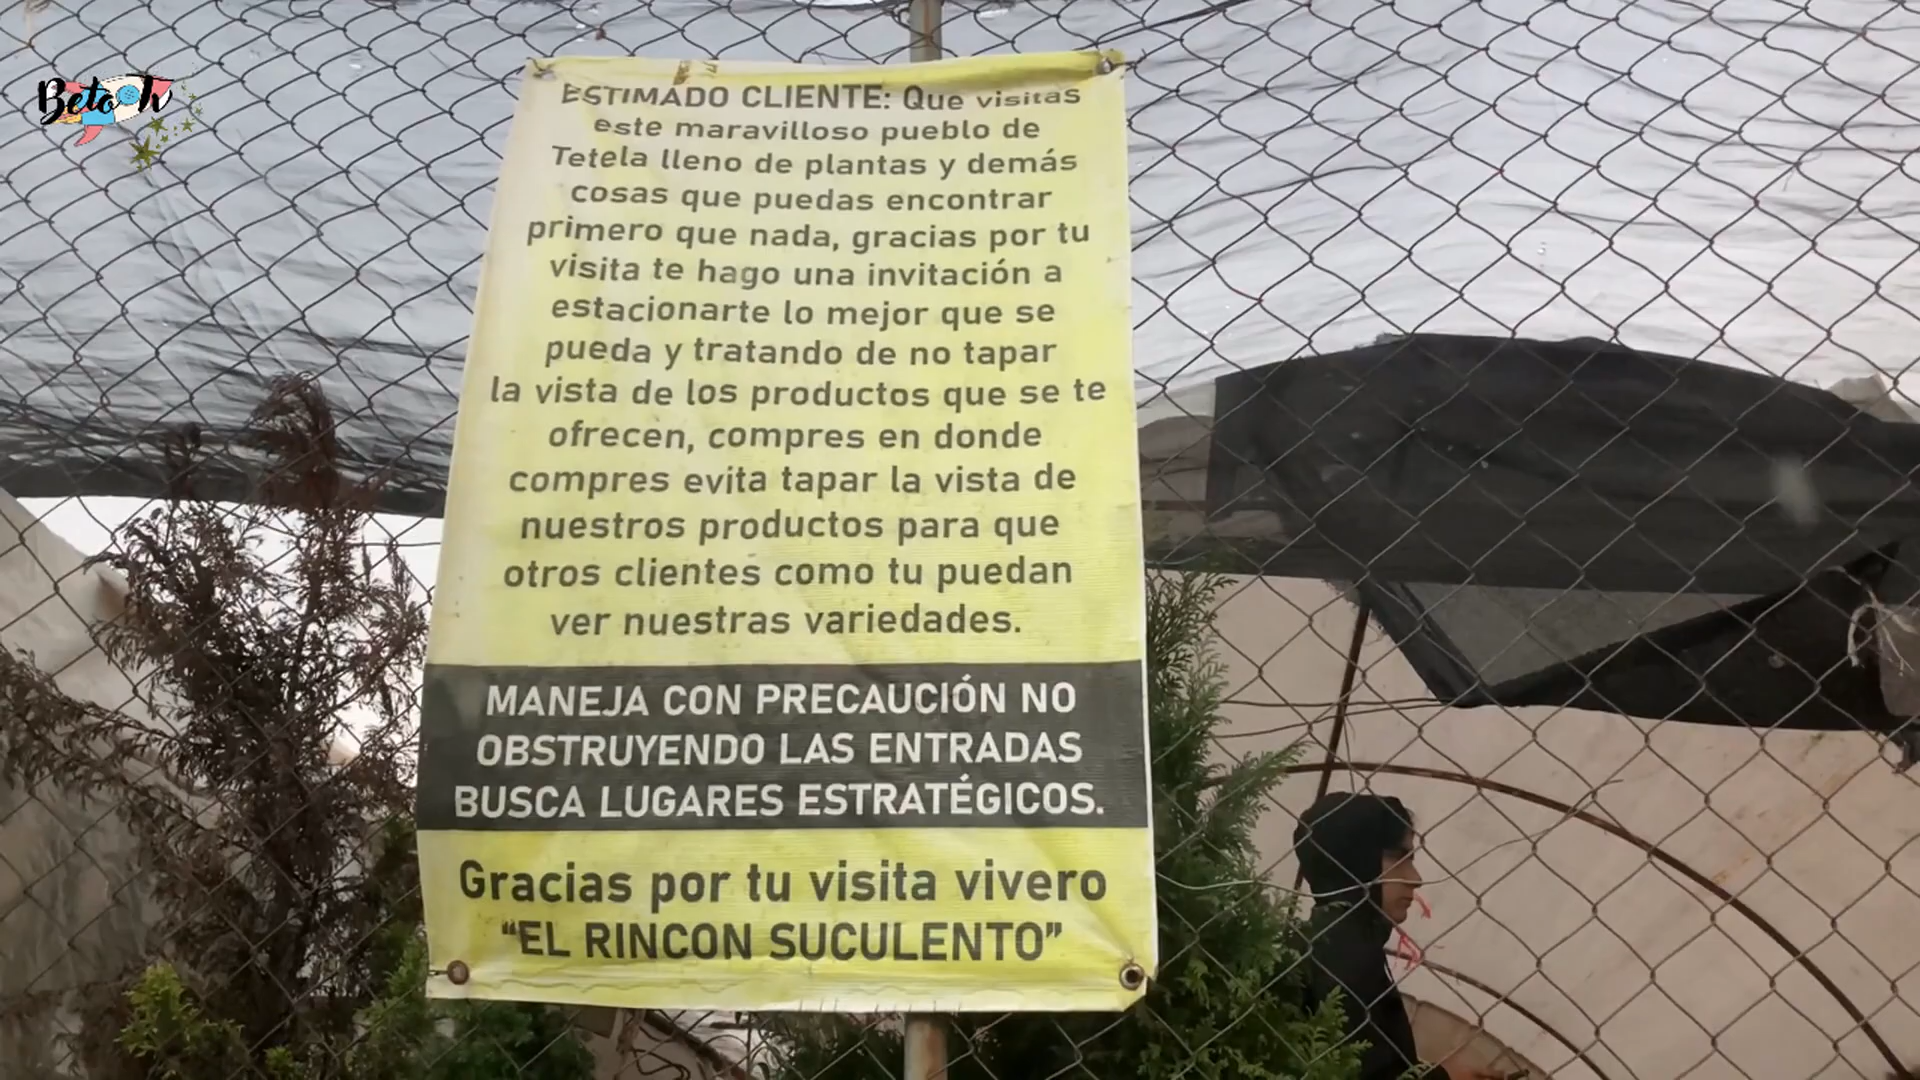 Beto tv
ESTIMADO CLIENTE: Que visitas
este maravilloso pueblo de
Tetela lleno de plantas y demás
cosas que puedas encontrar
primero que nada, gracias por tu
visita te hago una invitación a
estacionarte lo mejor que se
pueda y tratando de no tapar
la vista de los productos que se te
ofrecen, compres en donde
compres evita tapar la vista de
nuestros productos para que
otros clientes como tu puedan
ver nuestras variedades.
MANEJA CON PRECAUCIÓN NO
OBSTRUYENDO LAS ENTRADAS
BUSCA LUGARES ESTRATÉGICOS.
Gracias por tu visita vivero
“EL RINCON SUCULENTO”